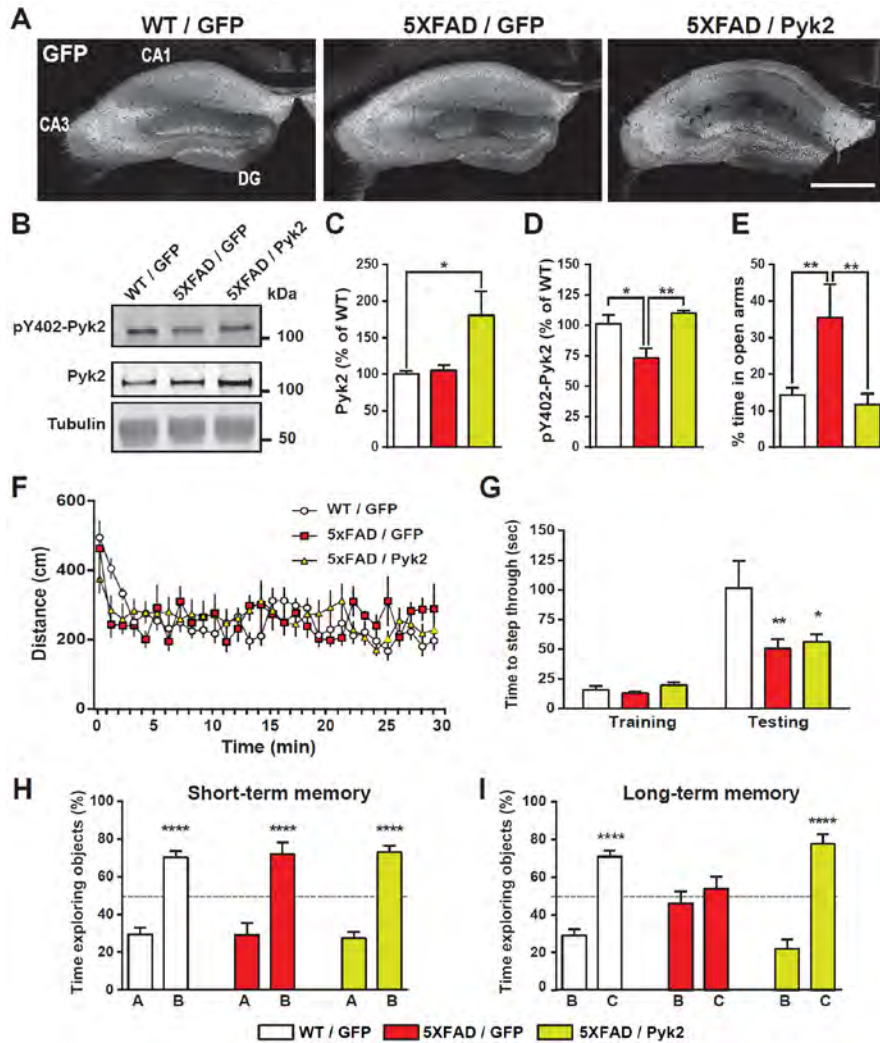 A
WT / GFP
5XFAD / GFP
5XFAD / Pyk2
GFP
CA1
CA3
DG
B
WT / GFP
5XFAD / GFP
5XFAD / Pyk2
kDa
pY402-Pyk2
100
Pyk2
100
Tubulin
50
C
Pyk2 (% of WT)
250
200
150
100
50
0
*
D
pY402-Pyk2 (% of WT)
150
125
100
75
50
25
0
* **
E
% time in open arms
50
40
30
20
10
0
** **
F
Distance (cm)
600
400
200
0
WT / GFP
5xFAD / GFP
5xFAD / Pyk2
0 5 10 15 20 25 30
Time (min)
G
Time to step through (sec)
150
125
100
75
50
25
0
** *
Training Testing
H
Short-term memory
Time exploring objects (%)
100
80
60
40
20
0
**** **** ****
A B A B A B
I
Long-term memory
Time exploring objects (%)
100
80
60
40
20
0
**** ****
B C B C B C
WT / GFP 5XFAD / GFP 5XFAD / Pyk2